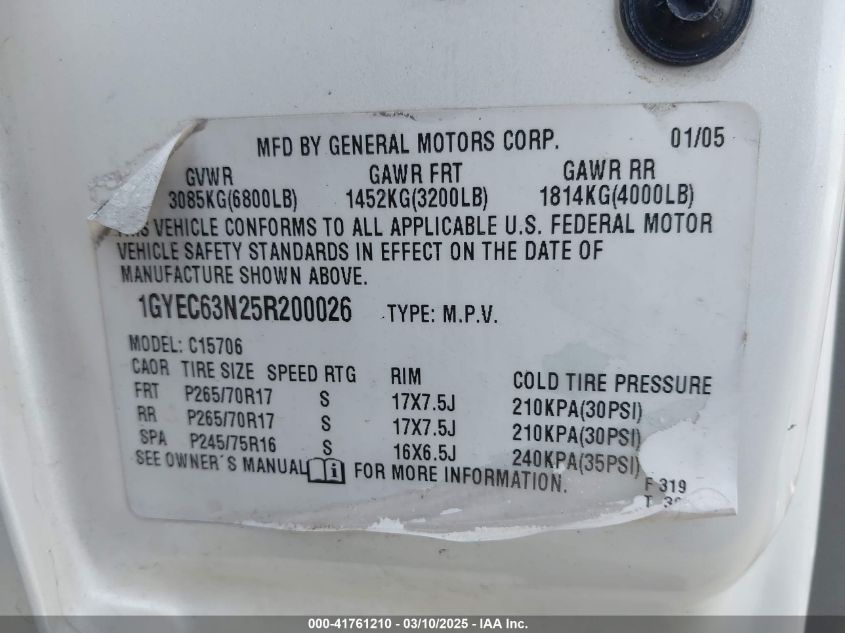 MFD BY GENERAL MOTORS CORP. 01/05
GVWR GAWR FRT GAWR RR
3085KG(6800LB) 1452KG(3200LB) 1814KG(4000LB)
VEHICLE CONFORMS TO ALL APPLICABLE U.S. FEDERAL MOTOR
VEHICLE SAFETY STANDARDS IN EFFECT ON THE DATE OF
MANUFACTURE SHOWN ABOVE.
1GYEC63N25R200026 TYPE: M.P.V.
MODEL: C15706
CAOR TIRE SIZE SPEED RTG RIM COLD TIRE PRESSURE
FRT P265/70R17 S 17X7.5J 210KPA(30PSI)
RR P265/70R17 S 17X7.5J 210KPA(30PSI)
SPA P245/75R16 S 16X6.5J 240KPA(35PSI)
SEE OWNER´S MANUAL FOR MORE INFORMATION.
F 319
T
000-41761210 - 03/10/2025 - IAA Inc.